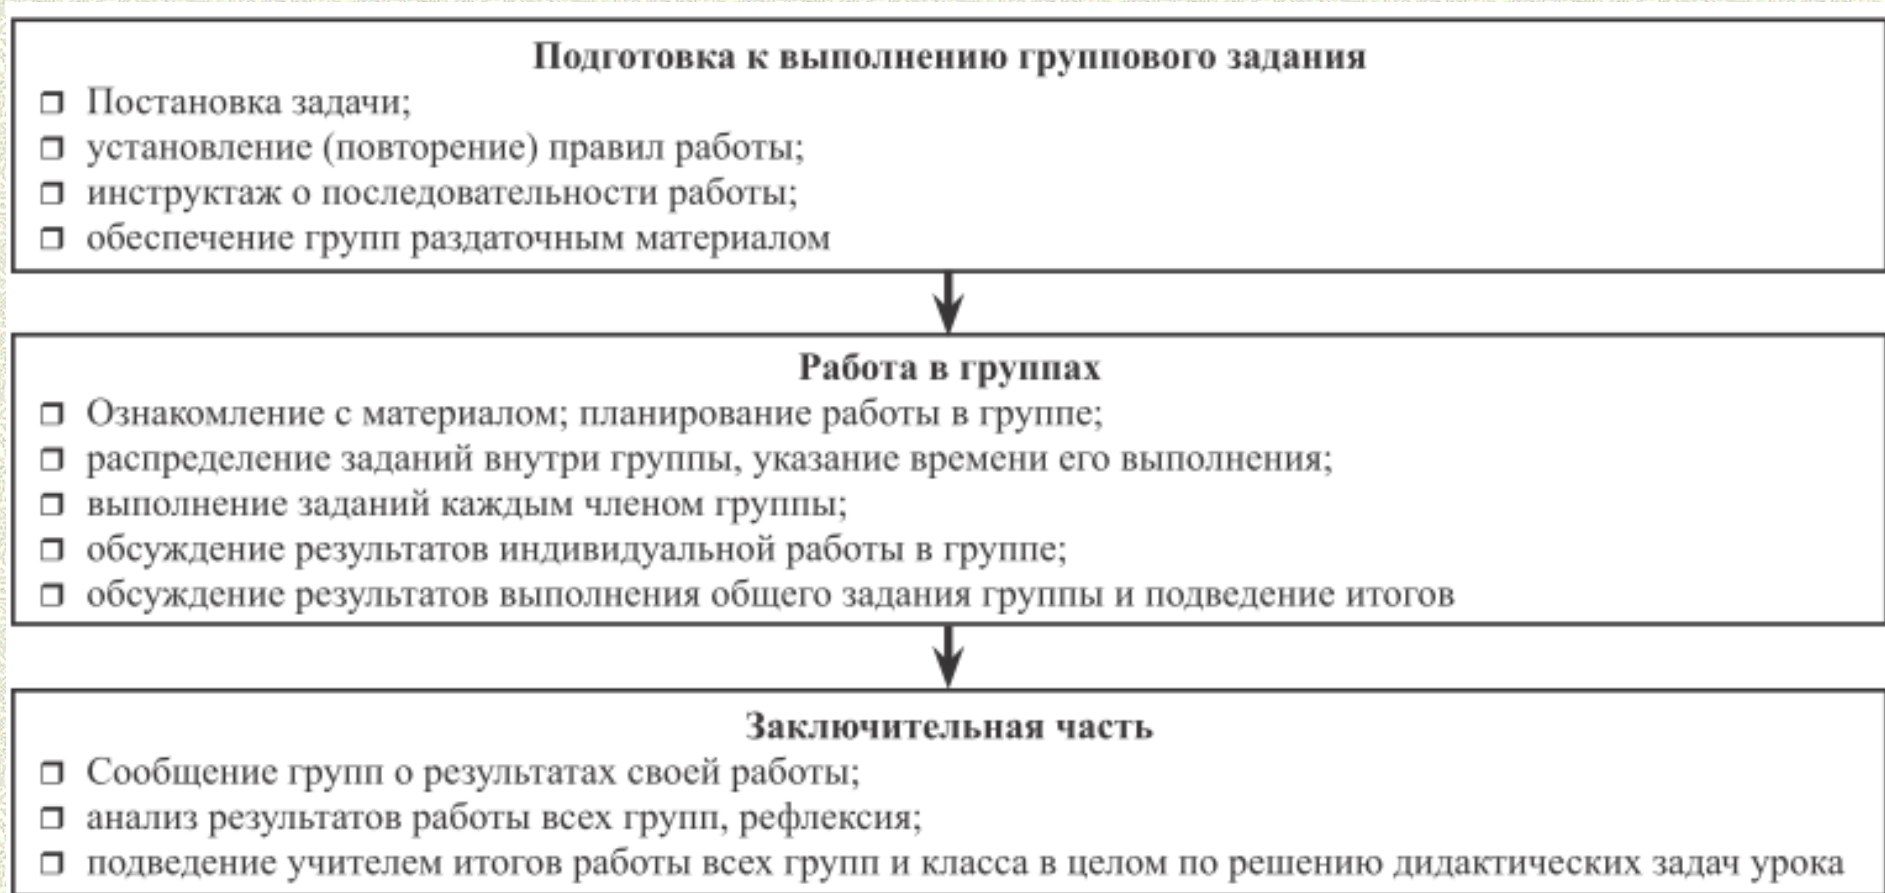 Подготовка к выполнению группового задания
❒ Постановка задачи;
❒ установление (повторение) правил работы;
❒ инструктаж о последовательности работы;
❒ обеспечение групп раздаточным материалом
Работа в группах
❒ Ознакомление с материалом; планирование работы в группе;
❒ распределение заданий внутри группы, указание времени его выполнения;
❒ выполнение заданий каждым членом группы;
❒ обсуждение результатов индивидуальной работы в группе;
❒ обсуждение результатов выполнения общего задания группы и подведение итогов
Заключительная часть
❒ Сообщение групп о результатах своей работы;
❒ анализ результатов работы всех групп, рефлексия;
❒ подведение учителем итогов работы всех групп и класса в целом по решению дидактических задач урока